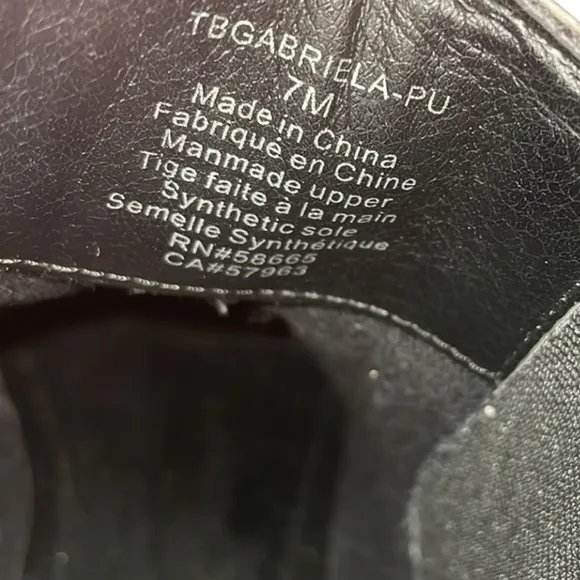 TBGABRIELA-PU
7M
Made in China
Fabriqué en Chine
Manmade upper
Tige faite à la main
Synthetic sole
Semelle Synthétique
RN#58665
CA#57963